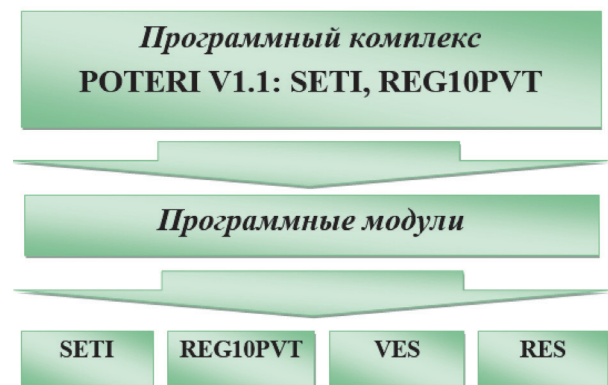 Программный комплекс
POTERI V1.1: SETI, REG10PVT
Программные модули
SETI REG10PVT VES RES